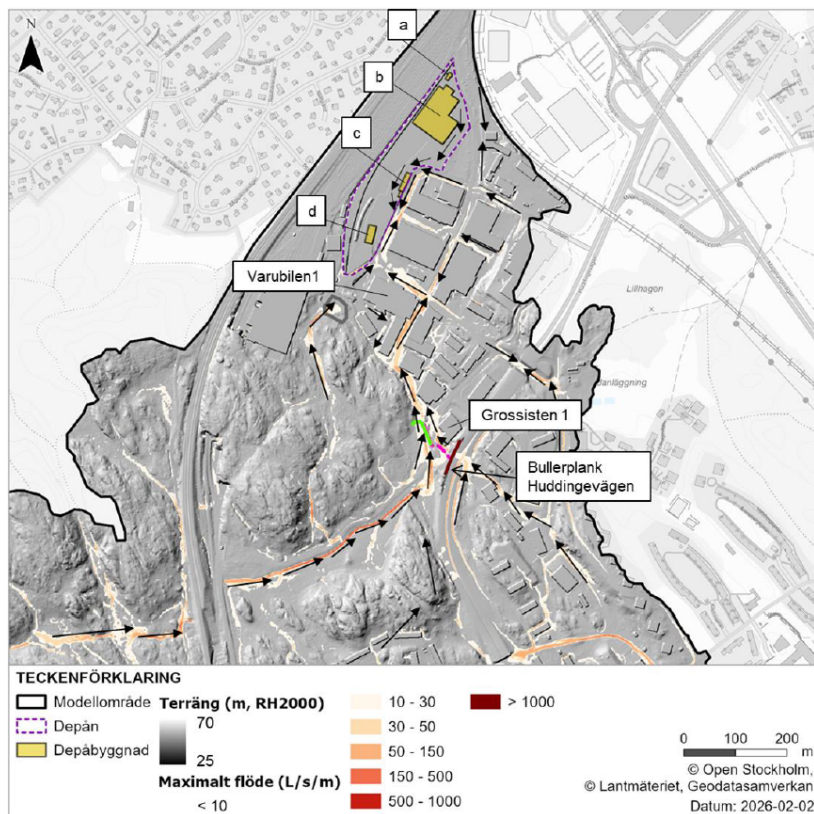 N
a
b
c
d
Varubilen1
Lillhagen
Grossisten 1
Bullerplank
Huddingevägen
TECKENFÖRKLARING
Modellområde
Depån
Depåbyggnad
Terräng (m, RH2000)
70
25
Maximalt flöde (L/s/m)
< 10
10 - 30
30 - 50
50 - 150
150 - 500
500 - 1000
> 1000
0 100 200
m
© Open Stockholm,
© Lantmäteriet, Geodatasamverkan
Datum: 2026-02-02